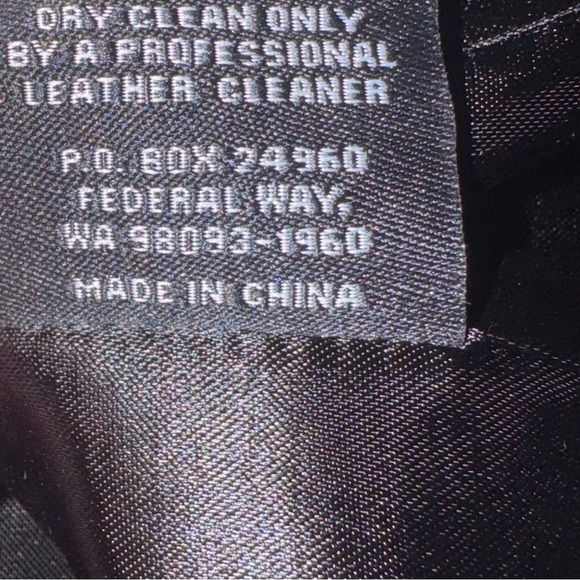 DRY CLEAN ONLY
BY A PROFESSIONAL
LEATHER CLEANER
P.O. BOX 24960
FEDERAL WAY,
WA 98093-1960
MADE IN CHINA